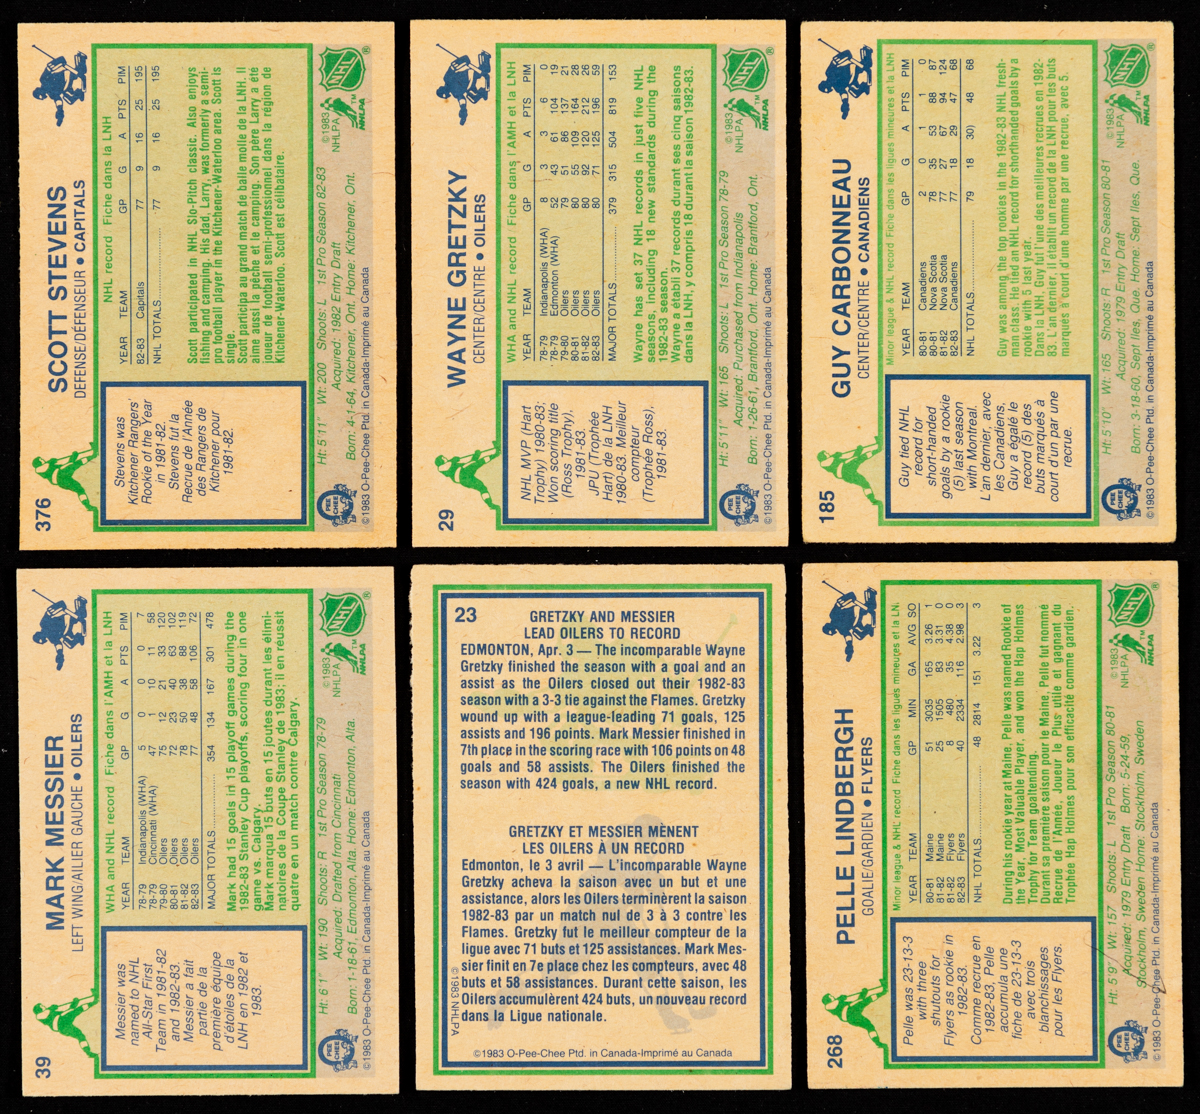 376
SCOTT STEVENS
DEFENSE/DÉFENSEUR • CAPITALS
Stevens was
Kitchener Rangers'
Rookie of the Year
in 1981-82.
Stevens fut la
Recrue de l'Année
des Rangers de
Kitchener pour
1981-82.
NHL record Fiche dans la LNH
YEAR TEAM GP G A PTS PIM
82-83 Capitals 77 9 16 25 195
NHL TOTALS 77 9 16 25 195
Scott participated in NHL Slo-Pitch classic. Also enjoys
fishing and camping. His dad, Larry, was formerly a semi-
pro football player in the Kitchener-Waterloo area. Scott is
single.
Scott participa au grand match de balle molle de la LNH. Il
aime aussi la pêche et le camping. Son père Larry a été
joueur de football semi-professionnel dans la région de
Kitchener-Waterloo. Scott est célibataire.
Ht: 5'11" Wt: 200 Shoots: L 1st Pro Season 82-83
Acquired: 1982 Entry Draft
Born: 4-1-64, Kitchener, Ont. Home: Kitchener, Ont.
©1983 NHLPA
NHLPA™
NHL®
OPEE CHEE
©1983 O-Pee-Chee Ptd. in Canada-Imprimé au Canada
29
WAYNE GRETZKY
CENTER/CENTRE • OILERS
NHL MVP (Hart
Trophy) 1980-83;
Won scoring title
(Ross Trophy),
1981-83.
JPU (Trophée
Hart) de la LNH
1980-83. Meilleur
compteur
(Trophée Ross),
1981-83.
WHA and NHL record Fiche dans l'AMH et la LNH
YEAR TEAM GP G A PTS PIM
78-79 Indianapolis (WHA) 8 3 3 6 0
78-79 Edmonton (WHA) 52 43 61 104 19
79-80 Oilers 79 51 86 137 21
80-81 Oilers 80 55 109 164 28
81-82 Oilers 80 92 120 212 26
82-83 Oilers 80 71 125 196 59
MAJOR TOTALS 379 315 504 819 153
Wayne has set 37 NHL records in just five NHL
seasons, including 18 new standards during the
1982-83 season.
Wayne a établi 37 records durant ses cinq saisons
dans la LNH, y compris 18 durant la saison 1982-83.
Ht: 5'11" Wt: 165 Shoots: L 1st Pro Season 78-79
Acquired: Purchased from Indianapolis
Born: 1-26-61, Brantford, Ont. Home: Brantford, Ont.
©1983 NHLPA
NHLPA™
NHL®
PEE CHEE
©1983 O-Pee-Chee Ptd. in Canada-Imprimé au Canada
185
GUY CARBONNEAU
CENTER/CENTRE • CANADIENS
Guy tied NHL
record for
short-handed
goals by a rookie
(5) last season
with Montreal.
L'an dernier, avec
les Canadiens,
Guy a égalé le
record (5) des
buts marqués à
court d'un par une
recrue.
Minor league & NHL record Fiche dans les ligues mineures et la LNH
YEAR TEAM GP G A PTS PIM
80-81 Canadiens 2 0 1 1 0
80-81 Nova Scotia 78 35 53 88 87
81-82 Nova Scotia 77 27 67 94 124
82-83 Canadiens 77 18 29 47 68
NHL TOTALS 79 18 30) 48 68
Guy was among the top rookies in the 1982-83 NHL fresh-
man class. He tied an NHL record for shorthanded goals by a
rookie with 5 last year.
Dans la LNH, Guy fut l'une des meilleures recrues en 1982-
83. L'an dernier, il établi un record de la LNH pour les buts
marqués à court d'une homme par une recrue, avec 5.
Ht: 5'10" Wt: 165 Shoots: R 1st Pro Season 80-81
Acquired: 1979 Entry Draft
Born: 3-18-60, Sept Iles, Que. Home: Sept Iles, Que.
©1983 NHLPA
NHLPA™
NHL®
PEE CHEE
©1983 O-Pee-Chee Ptd. in Canada-Imprimé au Canada
39
MARK MESSIER
LEFT WING/AILIER GAUCHE • OILERS
Messier was
named to NHL
All-Star First
Team in 1981-82
and 1982-83.
Messier a fait
partie de la
première équipe
d'étoiles de la
LNH en 1982 et
1983.
WHA and NHL record Fiche dans l'AMH et la LNH
YEAR TEAM GP G A PTS PIM
78-79 Indianapolis (WHA) 5 0 0 0 7
78-79 Cincinnati (WHA) 47 1 10 11 58
79-80 Oilers 75 12 21 33 120
80-81 Oilers 72 23 40 63 102
81-82 Oilers 78 50 38 88 119
82-83 Oilers 77 48 58 106 72
MAJOR TOTALS 354 134 167 301 478
Mark had 15 goals in 15 playoff games during the
1982-83 Stanley Cup playoffs, scoring four in one
game vs. Calgary.
Mark marqua 15 buts en 15 joutes durant les élimi-
natoires de la Coupe Stanley de 1983; il en réussit
quatre en un match contre Calgary.
Ht: 6'1" Wt: 190 Shoots: R 1st Pro Season 78-79
Acquired: Drafted from Cincinnati
Born: 1-18-61, Edmonton, Alta. Home: Edmonton, Alta.
©1983 NHLPA
NHLPA™
NHL®
PEE CHEE
©1983 O-Pee-Chee Ptd. in Canada-Imprimé au Canada
23
GRETZKY AND MESSIER
LEAD OILERS TO RECORD
EDMONTON, Apr. 3 — The incomparable Wayne
Gretzky finished the season with a goal and an
assist as the Oilers closed out their 1982-83
season with a 3-3 tie against the Flames. Gretzky
wound up with a league-leading 71 goals, 125
assists and 196 points. Mark Messier finished in
7th place in the scoring race with 106 points on 48
goals and 58 assists. The Oilers finished the
season with 424 goals, a new NHL record.
GRETZKY ET MESSIER MÈNENT
LES OILERS À UN RECORD
Edmonton, le 3 avril — L'incomparable Wayne
Gretzky acheva la saison avec un but et une
assistance, alors les Oilers terminèrent la saison
1982-83 par un match nul de 3 à 3 contre les
Flames. Gretzky fut le meilleur compteur de la
ligue avec 71 buts et 125 assistances. Mark Mes-
sier finit en 7e place chez les compteurs, avec 48
buts et 58 assistances. Durant cette saison, les
Oilers accumulèrent 424 buts, un nouveau record
dans la Ligue nationale.
©1983 NHLPA
©1983 O-Pee-Chee Ptd. in Canada-Imprimé au Canada
268
PELLE LINDBERGH
GOALIE/GARDIEN • FLYERS
Pelle was 23-13-3
with three
shutouts for
Flyers as rookie in
1982-83.
Comme recrue en
1982-83, Pelle
accumula une
fiche de 23-13-3
avec trois
blanchissages
pour les Flyers.
Minor league & NHL record Fiche dans les ligues mineures et la LN.
YEAR TEAM GP MIN GA AVG SO
80-81 Maine 51 3035 165 3.26 1
81-82 Maine 25 1505 83 3.31 0
81-82 Flyers 8 480 35 4.38 0
82-83 Flyers 40 2334 116 2.98 3
NHL TOTALS 48 2814 151 3.22 3
During his rookie year at Maine, Pelle was named Rookie of
the Year, Most Valuable Player, and won the Hap Holmes
Trophy for Team goaltending.
Durant sa première saison pour le Maine, Pelle fut nommé
Recrue de l'Année, Joueur le Plus utile et gagnant du
Trophée Hap Holmes pour son efficacité comme gardien.
Ht: 5'9" Wt: 157 Shoots: L 1st Pro Season 80-81
Acquired: 1979 Entry Draft Born: 5-24-59,
Stockholm, Sweden Home: Stockholm, Sweden
©1983 NHLPA
NHLPA™
NHL®
PEE CHEE
©1983 O-Pee-Chee Ptd. in Canada-Imprimé au Canada